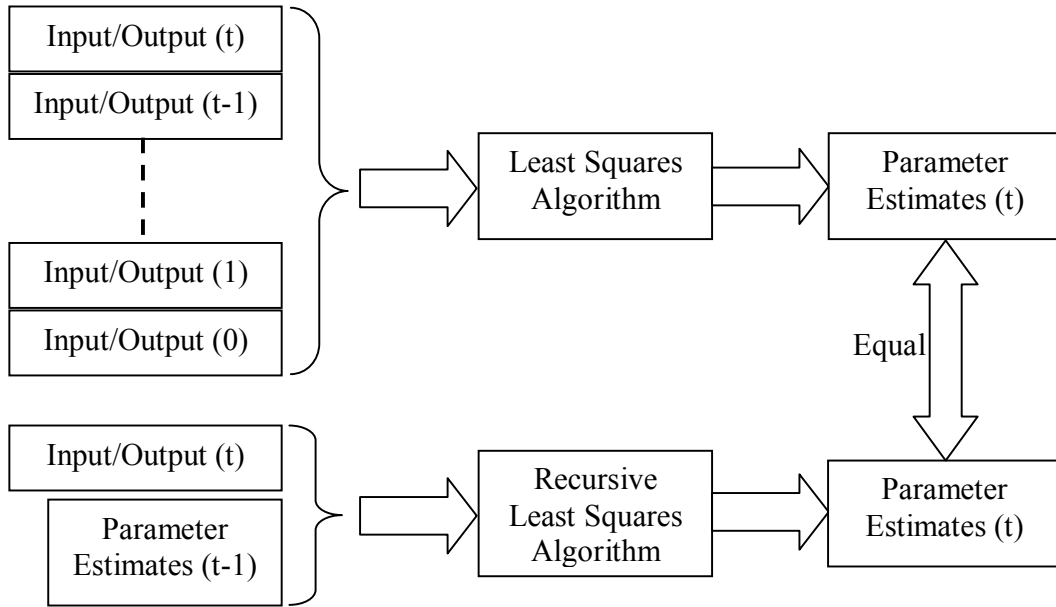 Input/Output (t)
Input/Output (t-1)
Input/Output (1)
Input/Output (0)
Least Squares
Algorithm
Parameter
Estimates (t)
Equal
Input/Output (t)
Parameter
Estimates (t-1)
Recursive
Least Squares
Algorithm
Parameter
Estimates (t)